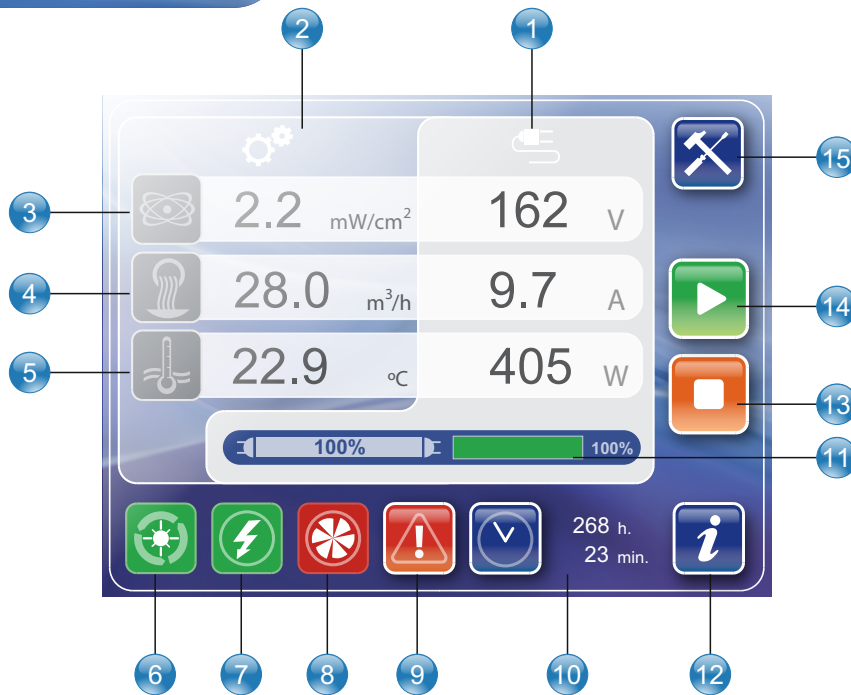 2 1
15
3 2.2 mW/cm² 162 V
4 28.0 m³/h 9.7 A
14
5 22.9 ºC 405 W
13
100% 100%
11
268 h.
23 min.
i
6 7 8 9 10 12